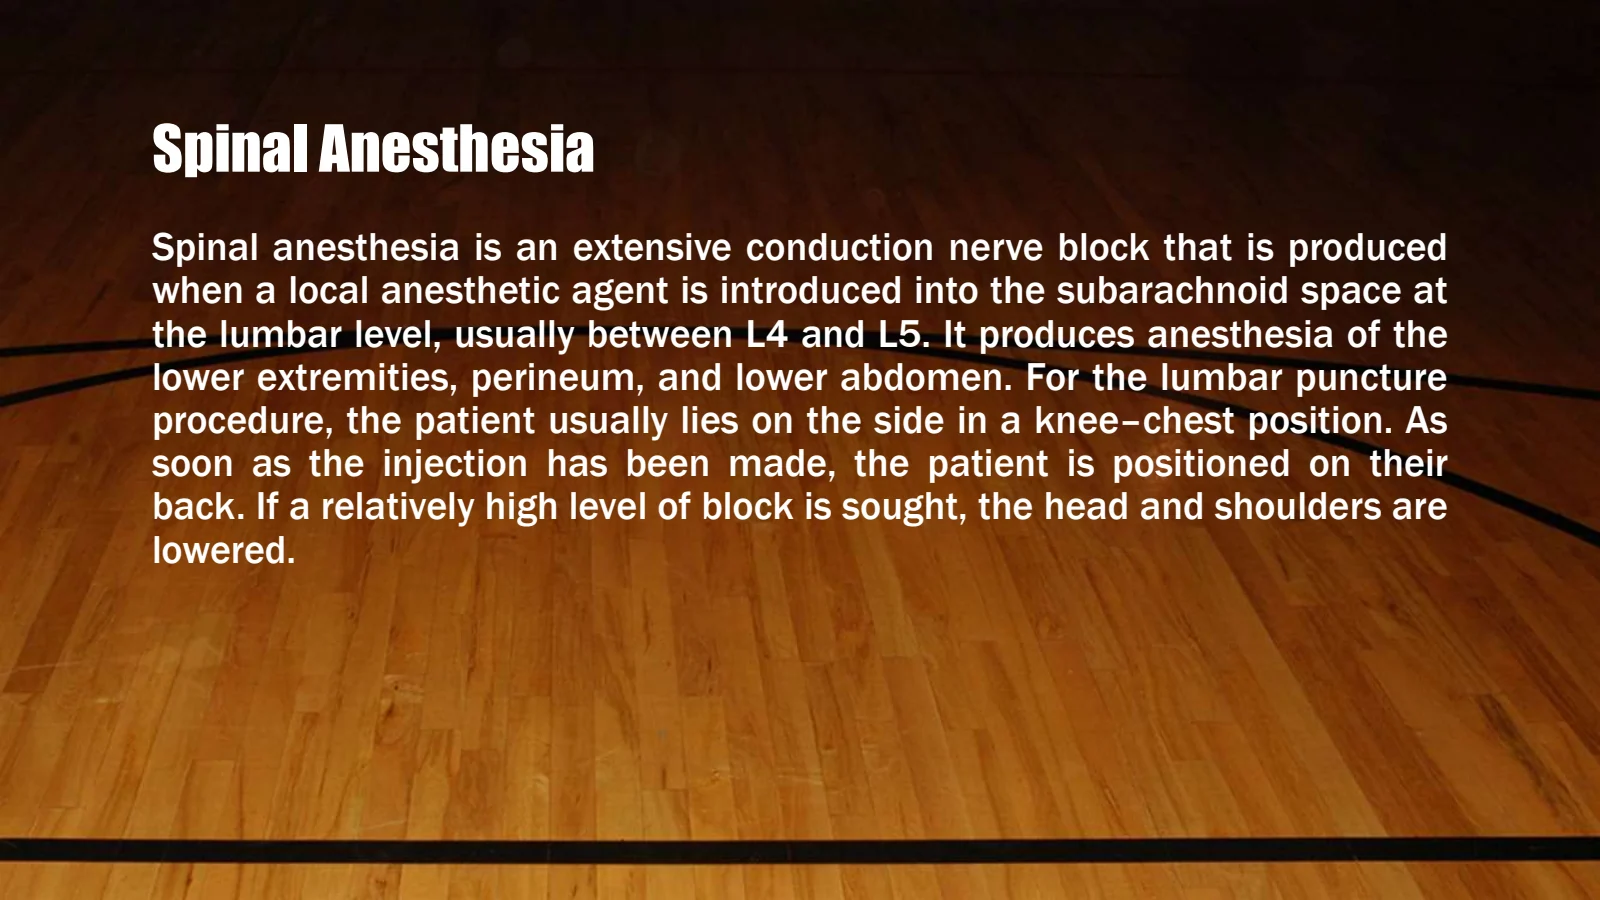 Spinal Anesthesia
Spinal anesthesia is an extensive conduction nerve block that is produced
when a local anesthetic agent is introduced into the subarachnoid space at
the lumbar level, usually between L4 and L5. It produces anesthesia of the
lower extremities, perineum, and lower abdomen. For the lumbar puncture
procedure, the patient usually lies on the side in a knee–chest position. As
soon as the injection has been made, the patient is positioned on their
back. If a relatively high level of block is sought, the head and shoulders are
lowered.